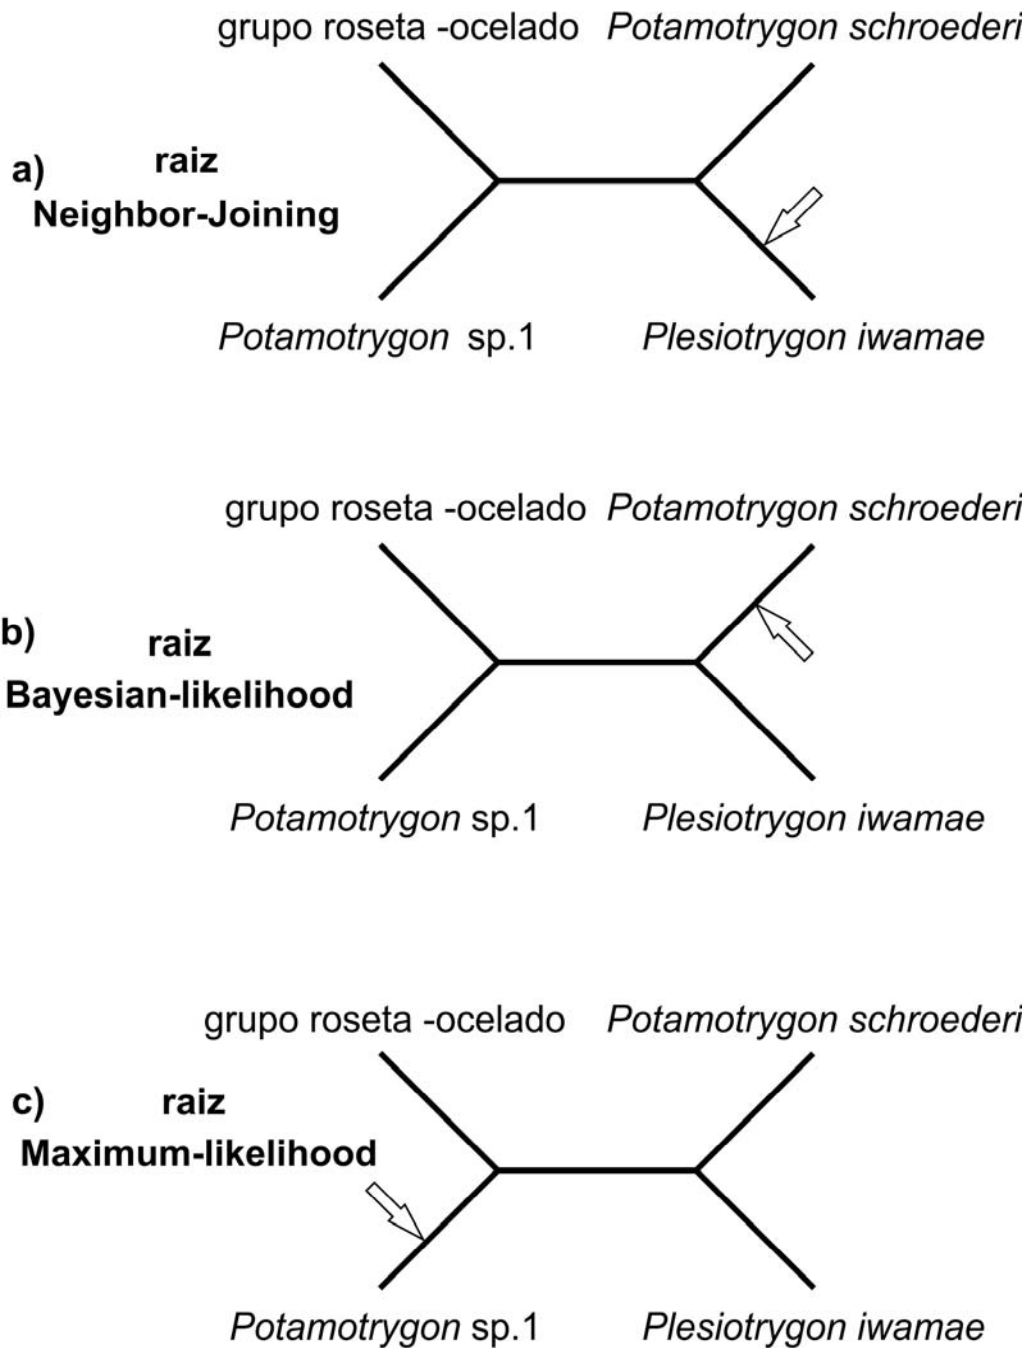 grupo roseta -ocelado Potamotrygon schroederi
a) raiz
Neighbor-Joining
Potamotrygon sp.1 Plesiotrygon iwamae
grupo roseta -ocelado Potamotrygon schroederi
b) raiz
Bayesian-likelihood
Potamotrygon sp.1 Plesiotrygon iwamae
grupo roseta -ocelado Potamotrygon schroederi
c) raiz
Maximum-likelihood
Potamotrygon sp.1 Plesiotrygon iwamae